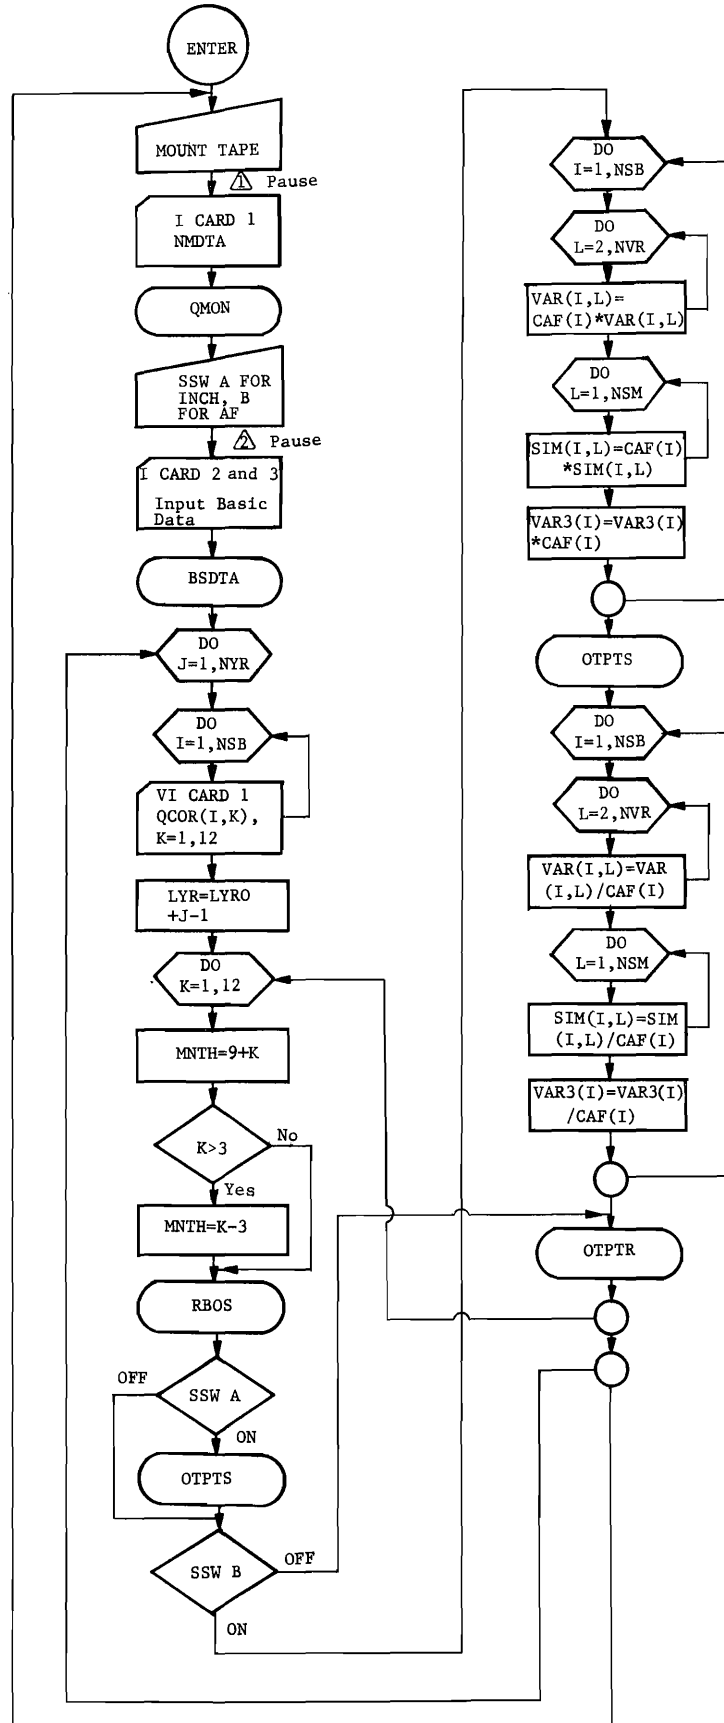 ENTER
MOUNT TAPE
1 Pause
I CARD 1
NMDTA
QMON
SSW A FOR
INCH, B
FOR AF
2 Pause
I CARD 2 and 3
Input Basic
Data
BSDTA
DO
J=1,NYR
DO
I=1,NSB
VI CARD 1
QCOR(I,K),
K=1,12
LYR=LYRO
+J-1
DO
K=1,12
MNTH=9+K
K>3
No
Yes
MNTH=K-3
RBOS
SSW A
OFF
ON
OTPTS
SSW B
OFF
ON
DO
I=1,NSB
DO
L=2,NVR
VAR(I,L)=
CAF(I)*VAR(I,L)
DO
L=1,NSM
SIM(I,L)=CAF(I)
*SIM(I,L)
VAR3(I)=VAR3(I)
*CAF(I)
OTPTS
DO
I=1,NSB
DO
L=2,NVR
VAR(I,L)=VAR
(I,L)/CAF(I)
DO
L=1,NSM
SIM(I,L)=SIM
(I,L)/CAF(I)
VAR3(I)=VAR3(I)
/CAF(I)
OTPTR